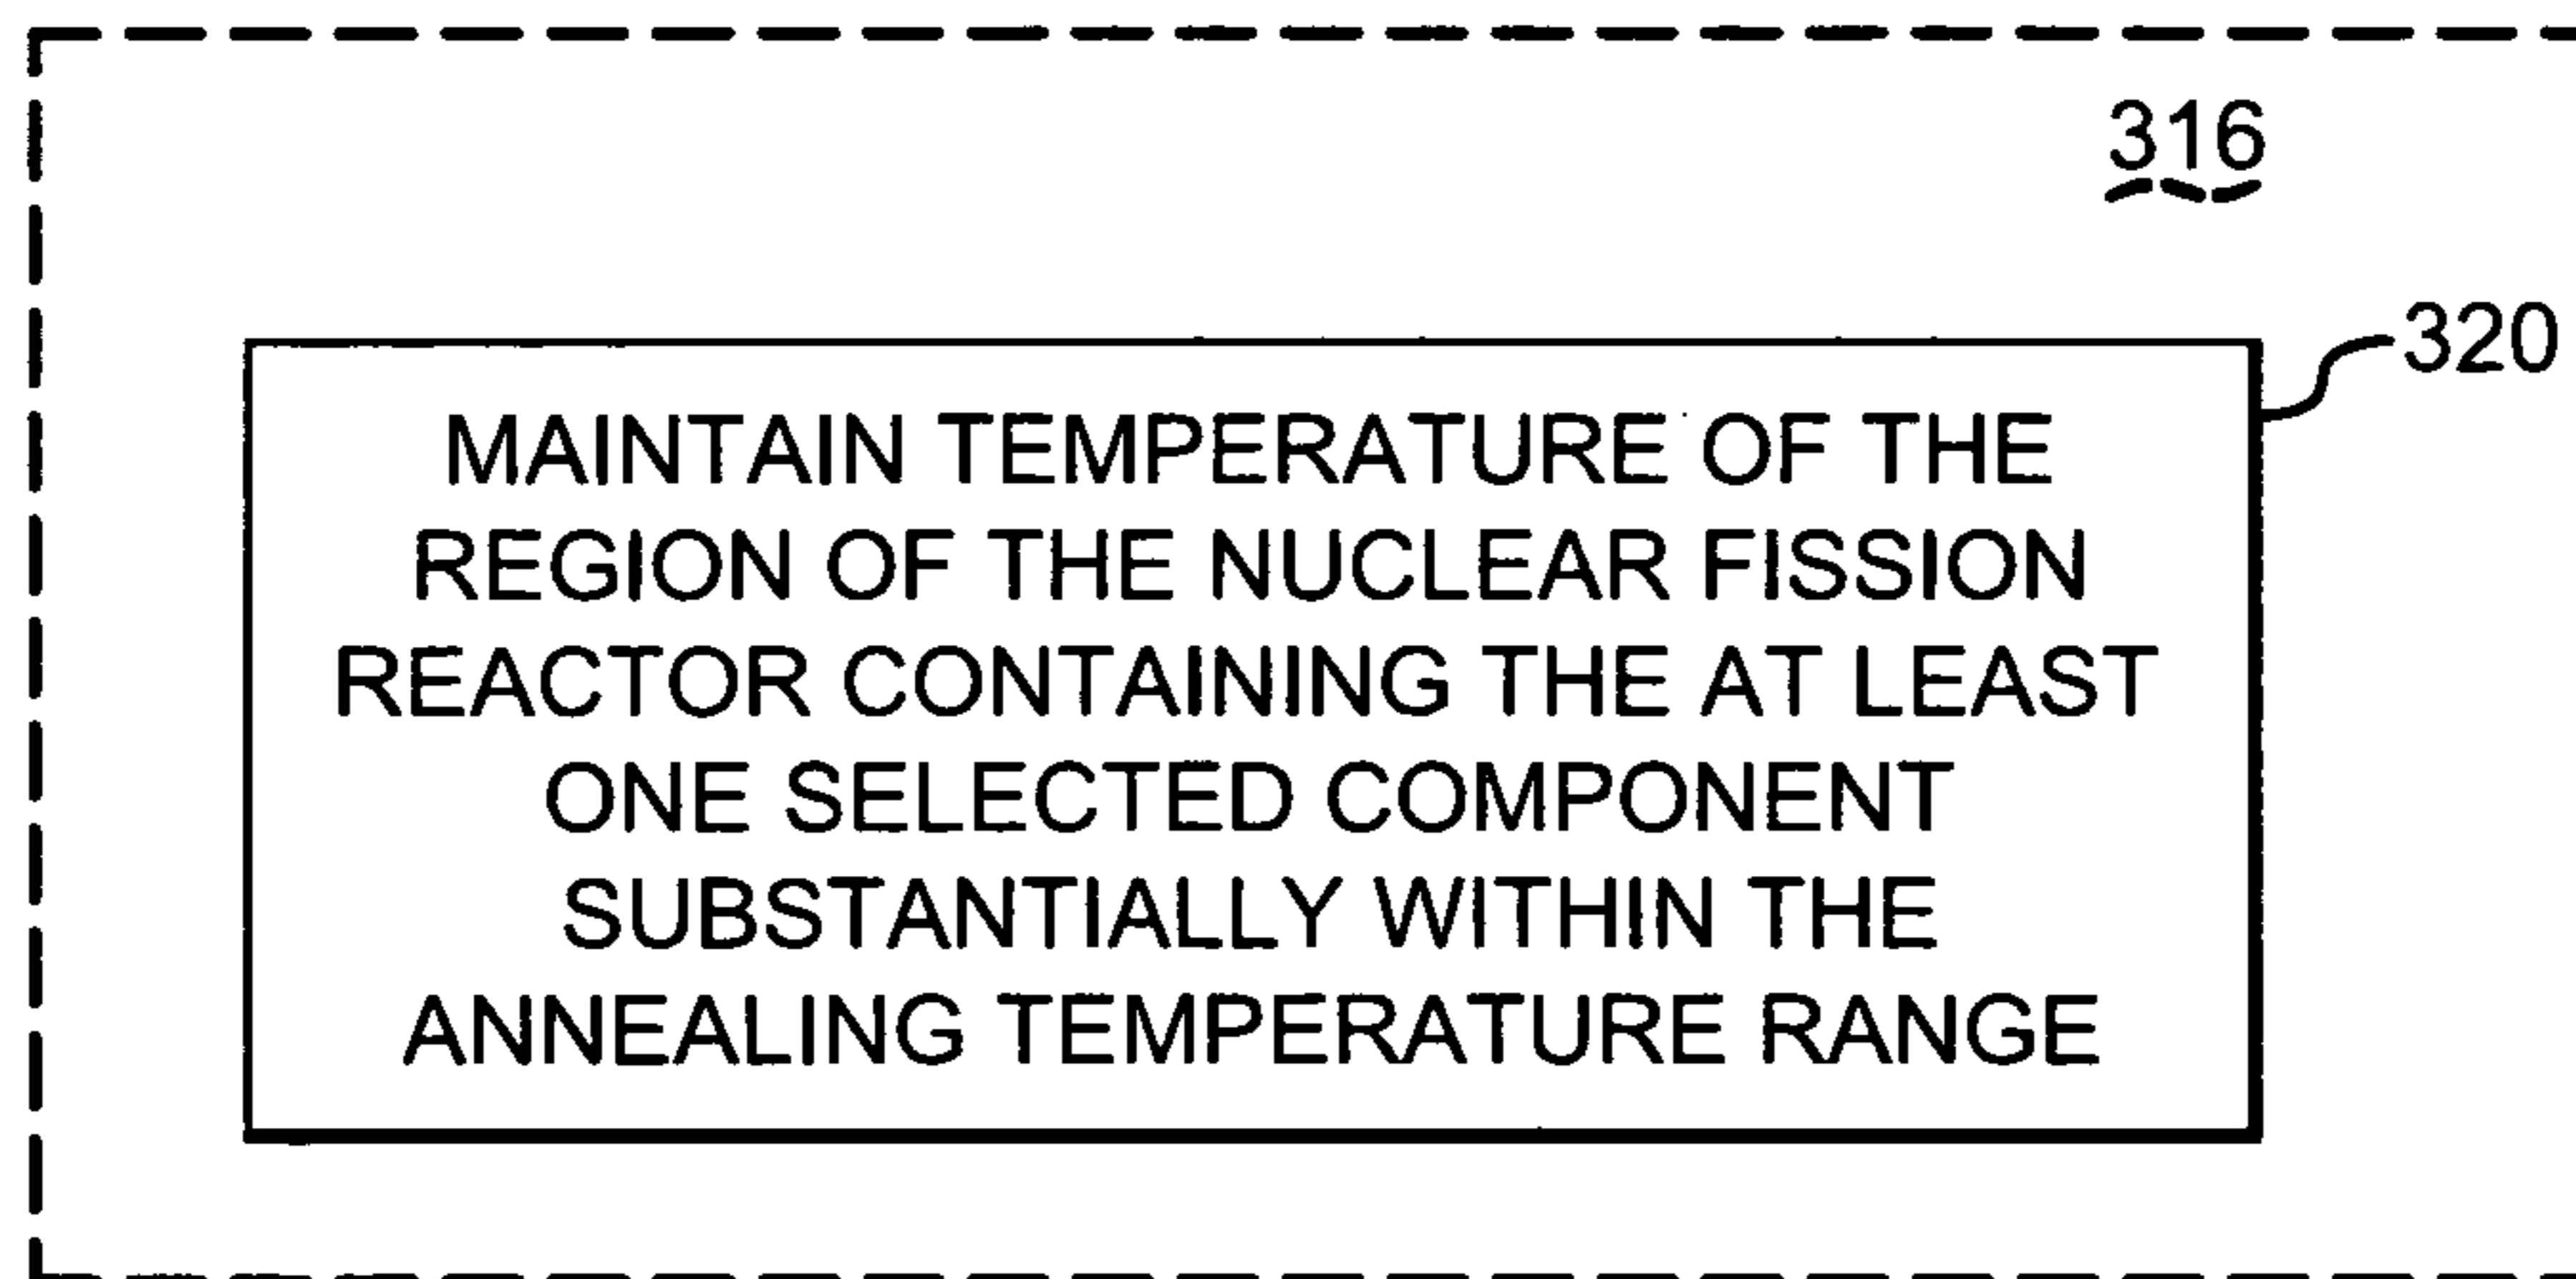 316
320
MAINTAIN TEMPERATURE OF THE
REGION OF THE NUCLEAR FISSION
REACTOR CONTAINING THE AT LEAST
ONE SELECTED COMPONENT
SUBSTANTIALLY WITHIN THE
ANNEALING TEMPERATURE RANGE